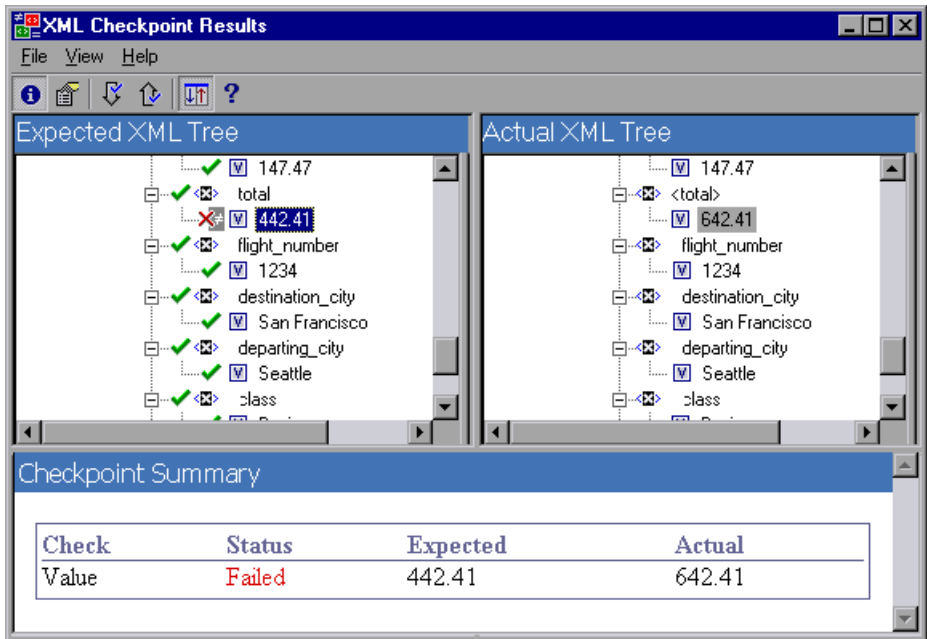 XML Checkpoint Results
File View Help
Expected XML Tree
147.47
total
442.41
flight_number
1234
destination_city
San Francisco
departing_city
Seattle
class
Actual XML Tree
147.47
<total>
642.41
flight_number
1234
destination_city
San Francisco
departing_city
Seattle
class
Checkpoint Summary
Check Status Expected Actual
Value Failed 442.41 642.41